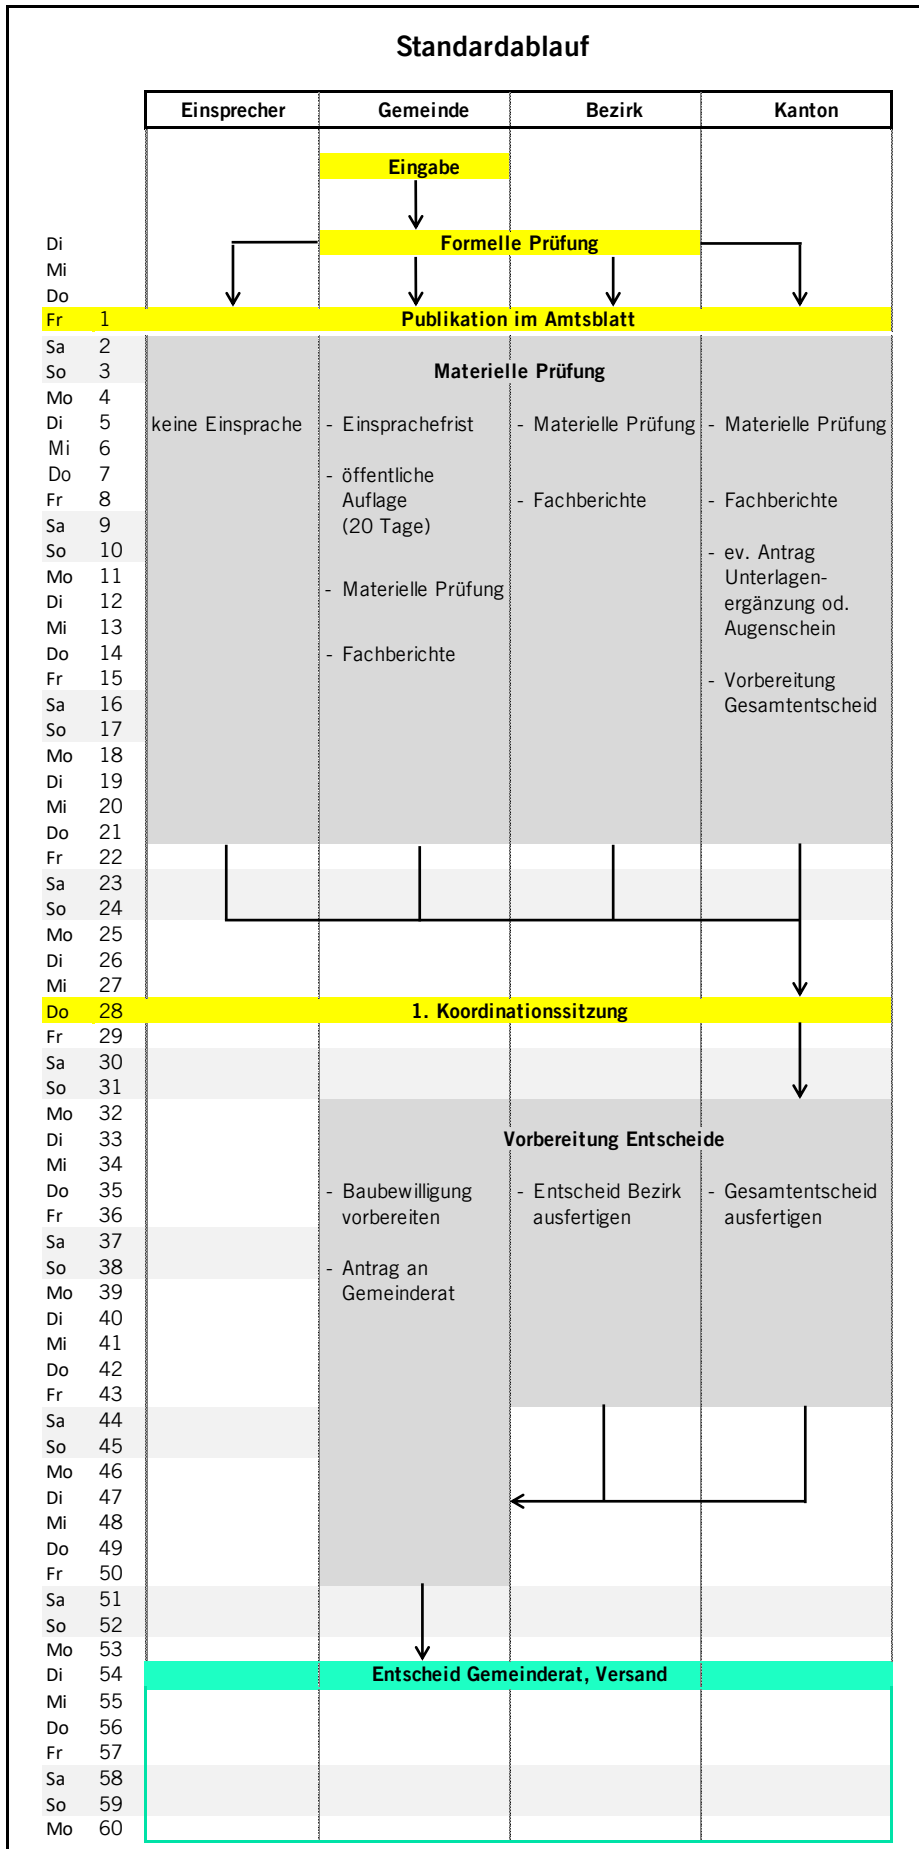 Standardablauf
Einsprecher Gemeinde Bezirk Kanton
Eingabe
Di Formelle Prüfung
Mi
Do
Fr 1 Publikation im Amtsblatt
Sa 2
So 3 Materielle Prüfung
Mo 4
Di 5 keine Einsprache - Einsprachefrist - Materielle Prüfung - Materielle Prüfung
Mi 6
Do 7 - öffentliche
Fr 8 Auflage - Fachberichte - Fachberichte
Sa 9 (20 Tage)
So 10 - ev. Antrag
Mo 11 Unterlagen-
Di 12 - Materielle Prüfung ergänzung od.
Mi 13 Augenschein
Do 14 - Fachberichte
Fr 15 - Vorbereitung
Sa 16 Gesamtentscheid
So 17
Mo 18
Di 19
Mi 20
Do 21
Fr 22
Sa 23
So 24
Mo 25
Di 26
Mi 27
Do 28 1. Koordinationssitzung
Fr 29
Sa 30
So 31
Mo 32
Di 33 Vorbereitung Entscheide
Mi 34
Do 35 - Baubewilligung - Entscheid Bezirk - Gesamtentscheid
Fr 36 vorbereiten ausfertigen ausfertigen
Sa 37
So 38 - Antrag an
Mo 39 Gemeinderat
Di 40
Mi 41
Do 42
Fr 43
Sa 44
So 45
Mo 46
Di 47
Mi 48
Do 49
Fr 50
Sa 51
So 52
Mo 53
Di 54 Entscheid Gemeinderat, Versand
Mi 55
Do 56
Fr 57
Sa 58
So 59
Mo 60